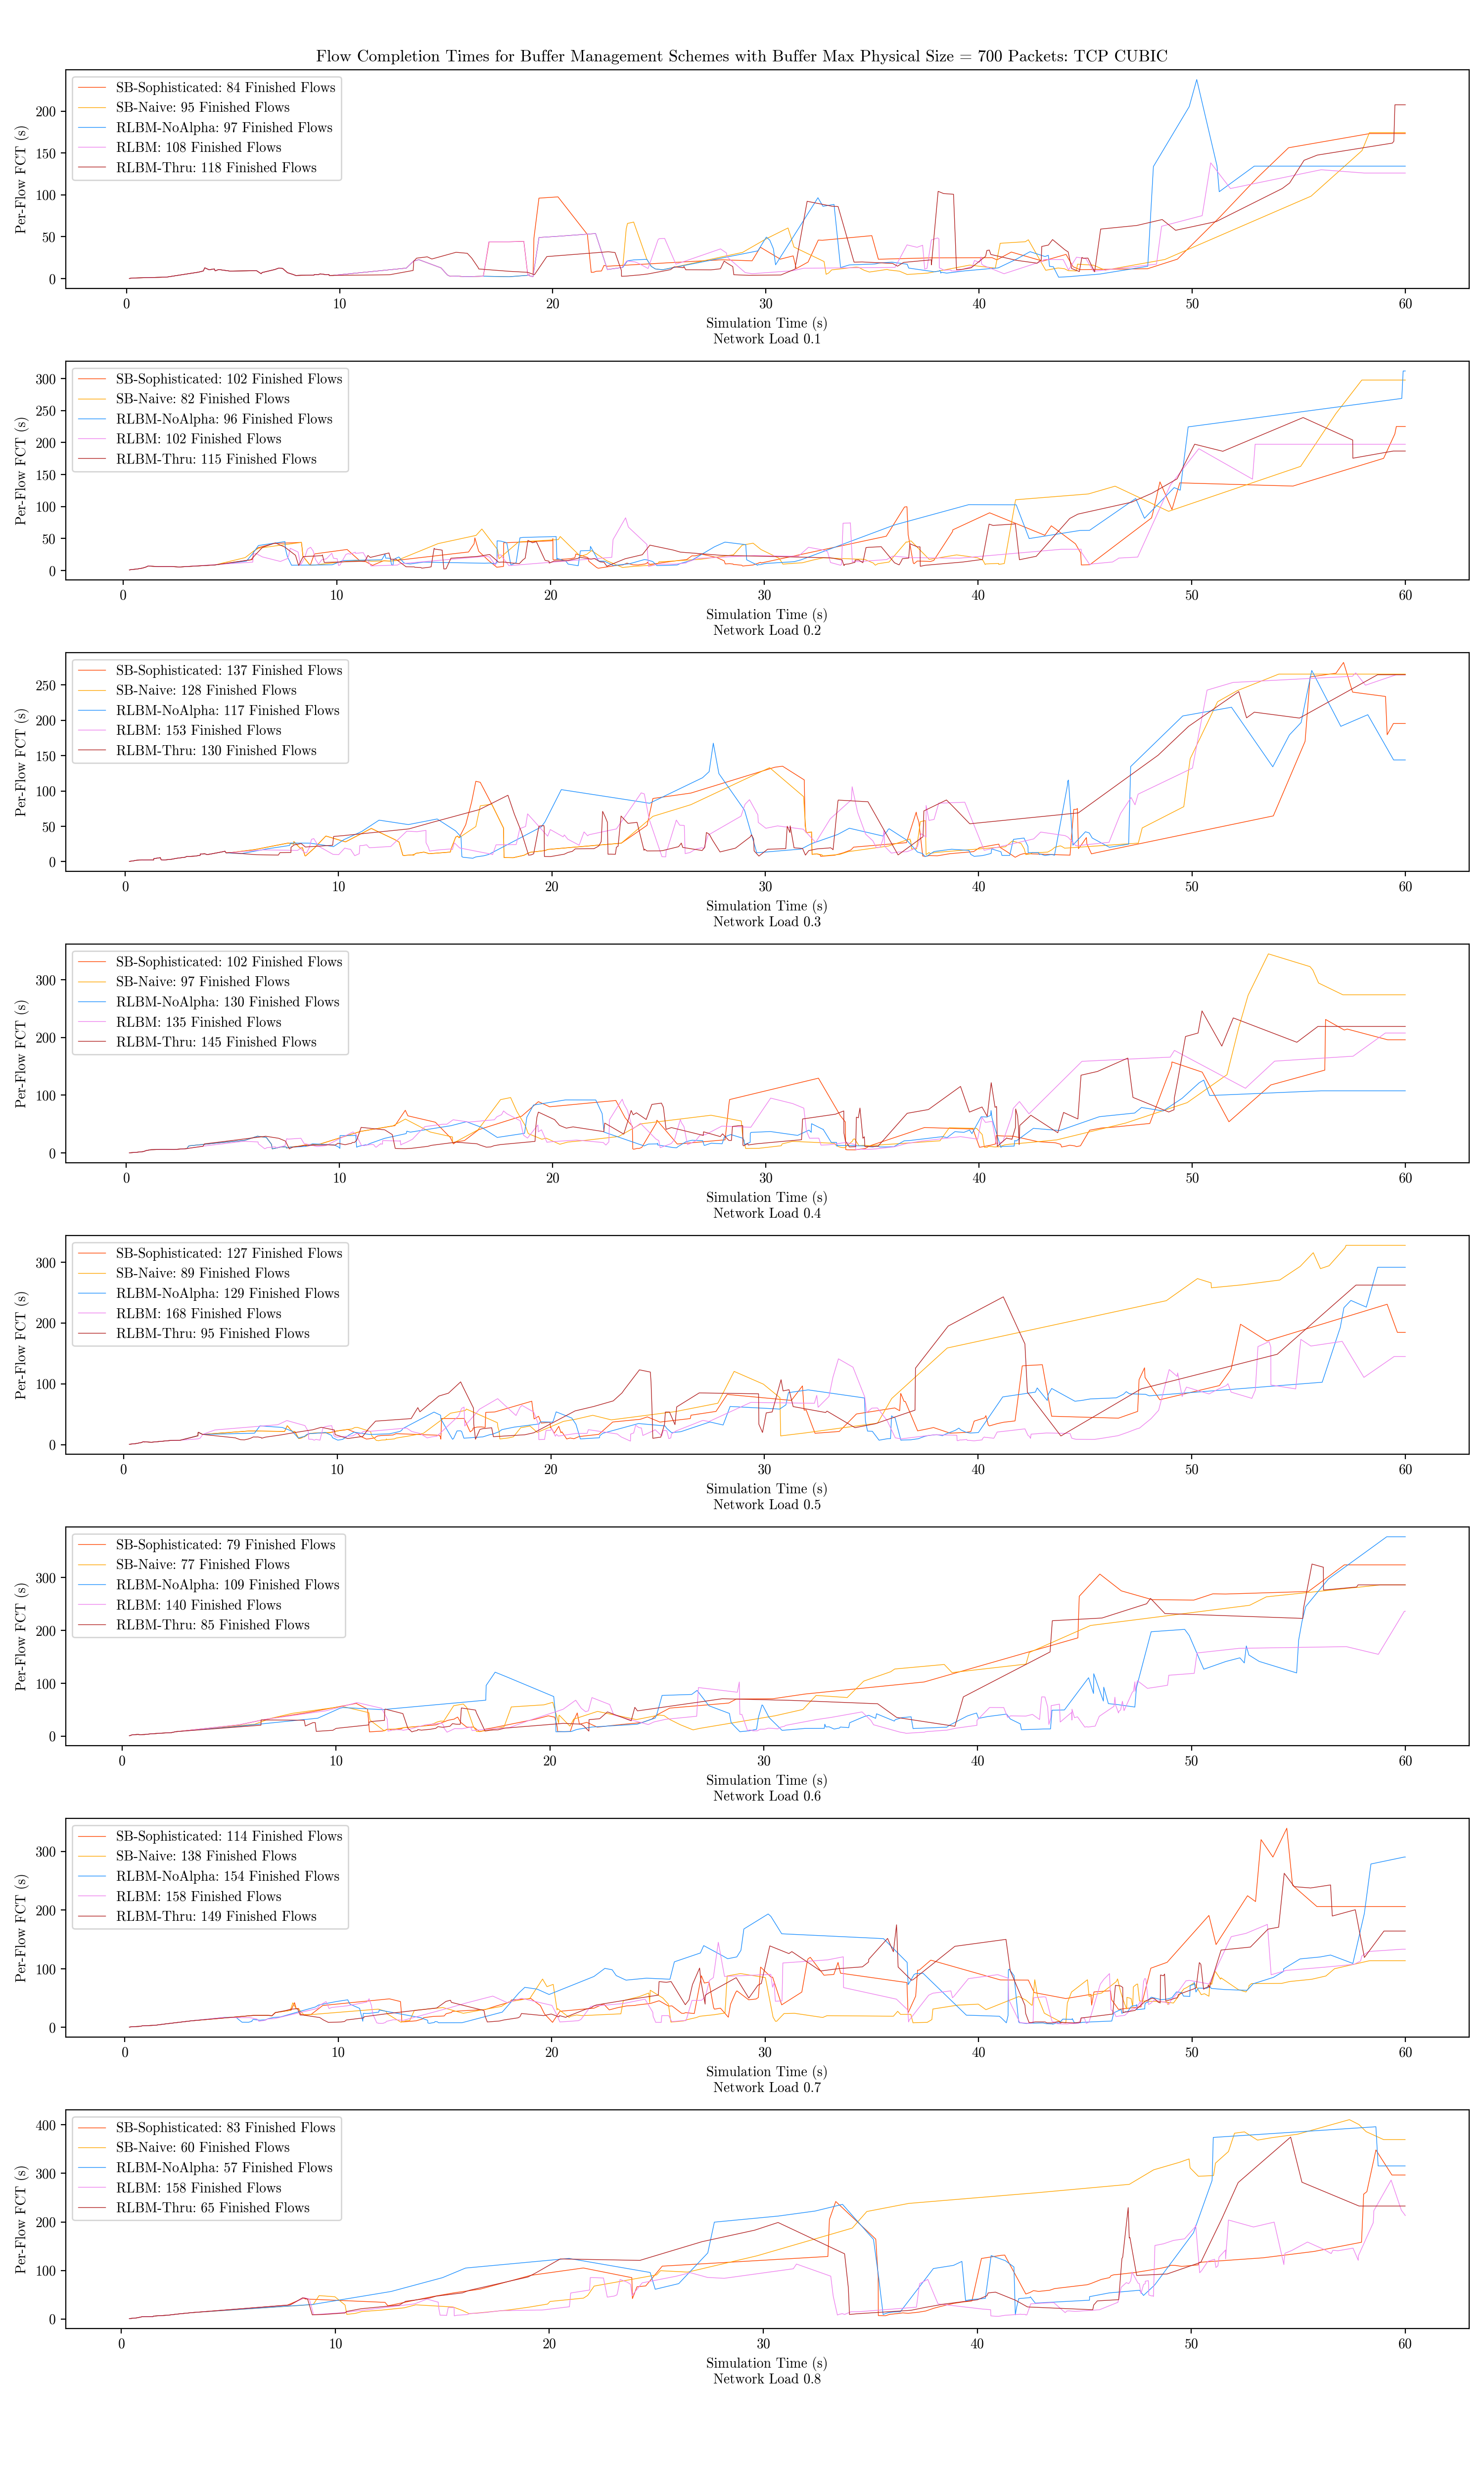 Flow Completion Times for Buffer Management Schemes with Buffer Max Physical Size = 700 Packets: TCP CUBIC
SB-Sophisticated: 84 Finished Flows
SB-Naive: 95 Finished Flows
RLBM-NoAlpha: 97 Finished Flows
RLBM: 108 Finished Flows
RLBM-Thru: 118 Finished Flows
Per-Flow FCT (s)
200
150
100
50
0
0 10 20 30 40 50 60
Simulation Time (s)
Network Load 0.1
SB-Sophisticated: 102 Finished Flows
SB-Naive: 82 Finished Flows
RLBM-NoAlpha: 96 Finished Flows
RLBM: 102 Finished Flows
RLBM-Thru: 115 Finished Flows
Per-Flow FCT (s)
300
250
200
150
100
50
0
0 10 20 30 40 50 60
Simulation Time (s)
Network Load 0.2
SB-Sophisticated: 137 Finished Flows
SB-Naive: 128 Finished Flows
RLBM-NoAlpha: 117 Finished Flows
RLBM: 153 Finished Flows
RLBM-Thru: 130 Finished Flows
Per-Flow FCT (s)
250
200
150
100
50
0
0 10 20 30 40 50 60
Simulation Time (s)
Network Load 0.3
SB-Sophisticated: 102 Finished Flows
SB-Naive: 97 Finished Flows
RLBM-NoAlpha: 130 Finished Flows
RLBM: 135 Finished Flows
RLBM-Thru: 145 Finished Flows
Per-Flow FCT (s)
300
200
100
0
0 10 20 30 40 50 60
Simulation Time (s)
Network Load 0.4
SB-Sophisticated: 127 Finished Flows
SB-Naive: 89 Finished Flows
RLBM-NoAlpha: 129 Finished Flows
RLBM: 168 Finished Flows
RLBM-Thru: 95 Finished Flows
Per-Flow FCT (s)
300
200
100
0
0 10 20 30 40 50 60
Simulation Time (s)
Network Load 0.5
SB-Sophisticated: 79 Finished Flows
SB-Naive: 77 Finished Flows
RLBM-NoAlpha: 109 Finished Flows
RLBM: 140 Finished Flows
RLBM-Thru: 85 Finished Flows
Per-Flow FCT (s)
300
200
100
0
0 10 20 30 40 50 60
Simulation Time (s)
Network Load 0.6
SB-Sophisticated: 114 Finished Flows
SB-Naive: 138 Finished Flows
RLBM-NoAlpha: 154 Finished Flows
RLBM: 158 Finished Flows
RLBM-Thru: 149 Finished Flows
Per-Flow FCT (s)
300
200
100
0
0 10 20 30 40 50 60
Simulation Time (s)
Network Load 0.7
SB-Sophisticated: 83 Finished Flows
SB-Naive: 60 Finished Flows
RLBM-NoAlpha: 57 Finished Flows
RLBM: 158 Finished Flows
RLBM-Thru: 65 Finished Flows
Per-Flow FCT (s)
400
300
200
100
0
0 10 20 30 40 50 60
Simulation Time (s)
Network Load 0.8